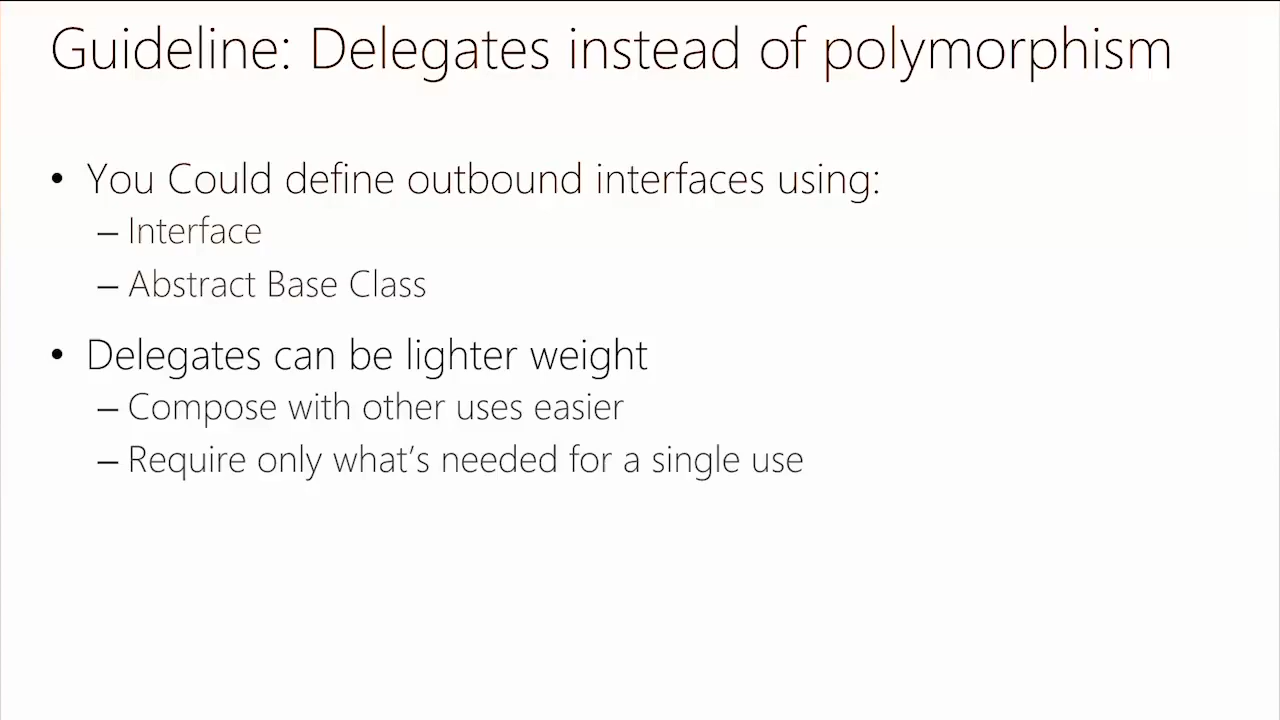 Guideline: Delegates instead of polymorphism
• You Could define outbound interfaces using:
– Interface
– Abstract Base Class
• Delegates can be lighter weight
– Compose with other uses easier
– Require only what's needed for a single use